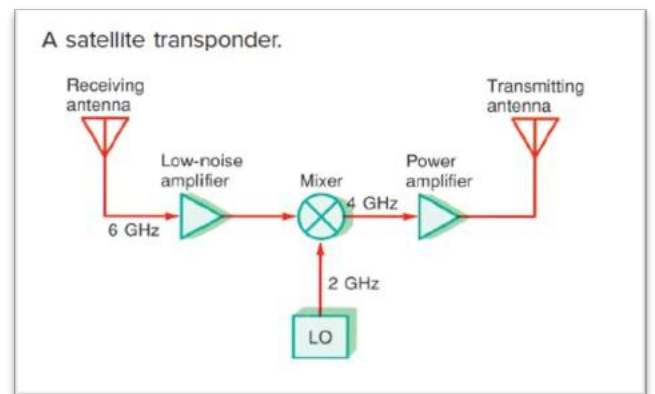 A satellite transponder.
Receiving
antenna
Transmitting
antenna
Low-noise
amplifier
Mixer
Power
amplifier
4 GHz
6 GHz
2 GHz
LO